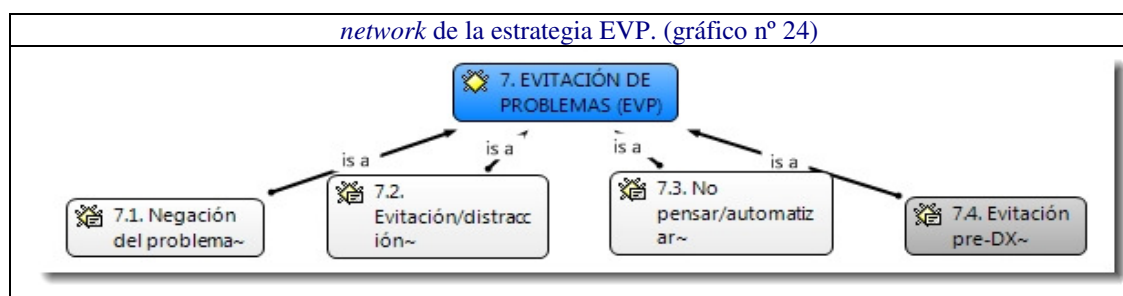 network de la estrategia EVP. (gráfico nº 24)
7. EVITACIÓN DE
PROBLEMAS (EVP)
is a
is a
is a
is a
7.1. Negación
del problema~
7.2.
Evitación/distracc
ión~
7.3. No
pensar/automatiz
ar~
7.4. Evitación
pre-DX~